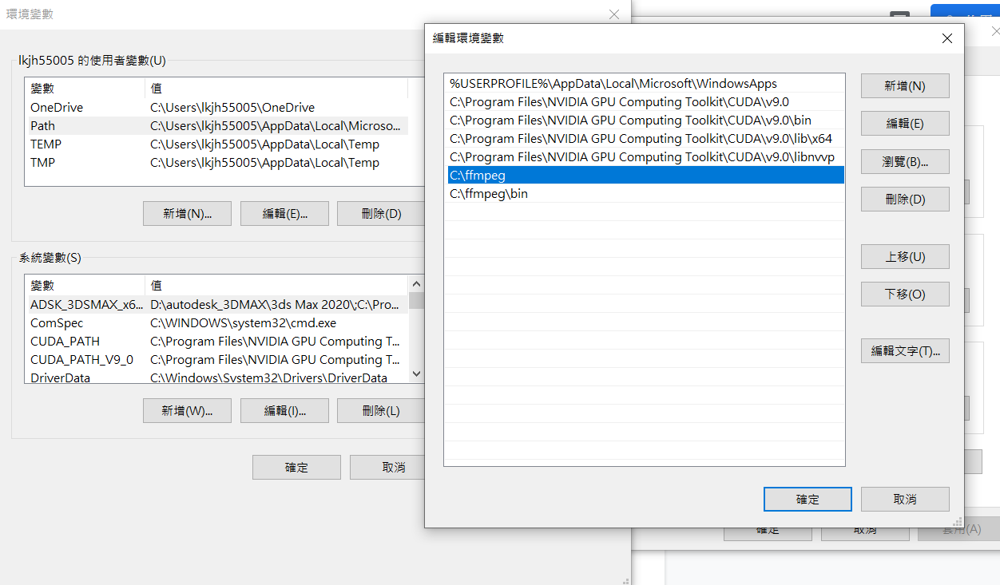 環境變數
lkjh55005 的使用者變數(U)
變數 值
OneDrive C:\Users\lkjh55005\OneDrive
Path C:\Users\lkjh55005\AppData\Local\Microso...
TEMP C:\Users\lkjh55005\AppData\Local\Temp
TMP C:\Users\lkjh55005\AppData\Local\Temp
新增(N)... 編輯(E)... 刪除(D)
系統變數(S)
變數 值
ADSK_3DSMAX_x6... D:\autodesk_3DMAX\3ds Max 2020\;C:\Pro...
ComSpec C:\WINDOWS\system32\cmd.exe
CUDA_PATH C:\Program Files\NVIDIA GPU Computing T...
CUDA_PATH_V9_0 C:\Program Files\NVIDIA GPU Computing T...
DriverData C:\Windows\System32\Drivers\DriverData
新增(W)... 編輯(I)... 刪除(L)
確定 取消
編輯環境變數
%USERPROFILE%\AppData\Local\Microsoft\WindowsApps
C:\Program Files\NVIDIA GPU Computing Toolkit\CUDA\v9.0
C:\Program Files\NVIDIA GPU Computing Toolkit\CUDA\v9.0\bin
C:\Program Files\NVIDIA GPU Computing Toolkit\CUDA\v9.0\lib\x64
C:\Program Files\NVIDIA GPU Computing Toolkit\CUDA\v9.0\libnvvp
C:\ffmpeg
C:\ffmpeg\bin
新增(N)
編輯(E)
瀏覽(B)...
刪除(D)
上移(U)
下移(O)
編輯文字(T)...
確定 取消
確定 取消 套用(A)